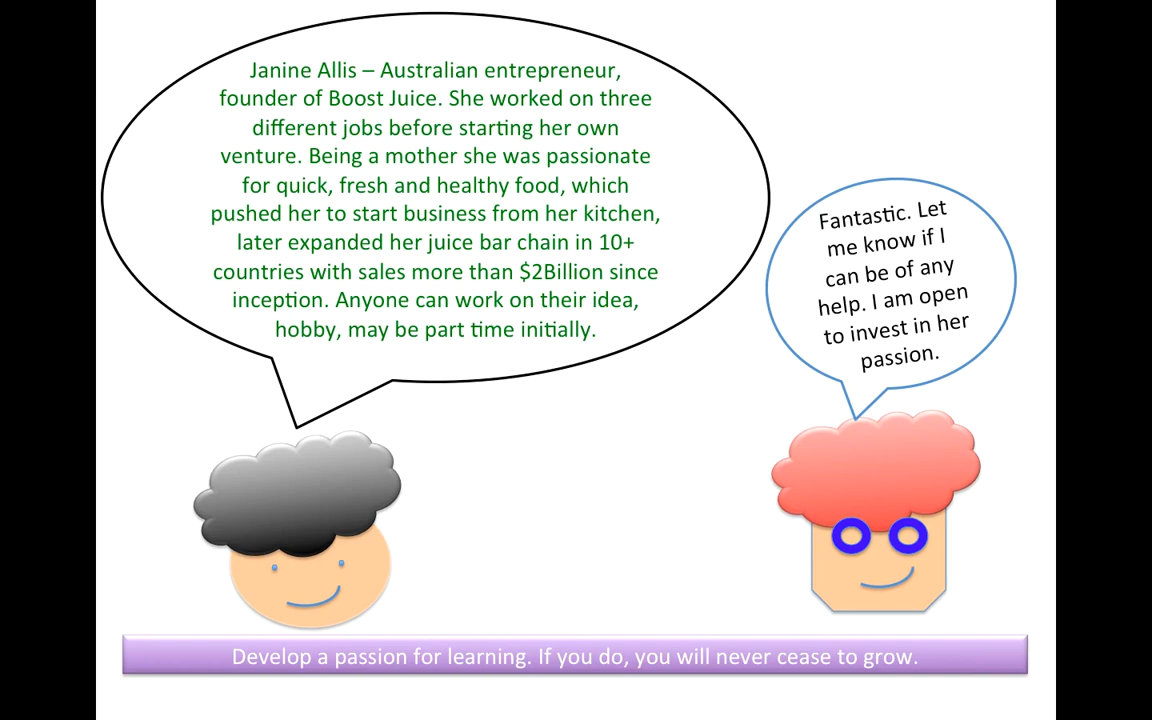 Janine Allis – Australian entrepreneur,
founder of Boost Juice. She worked on three
different jobs before starting her own
venture. Being a mother she was passionate
for quick, fresh and healthy food, which
pushed her to start business from her kitchen,
later expanded her juice bar chain in 10+
countries with sales more than $2Billion since
inception. Anyone can work on their idea,
hobby, may be part time initially.
Fantastic. Let
me know if I
can be of any
help. I am open
to invest in her
passion.
Develop a passion for learning. If you do, you will never cease to grow.